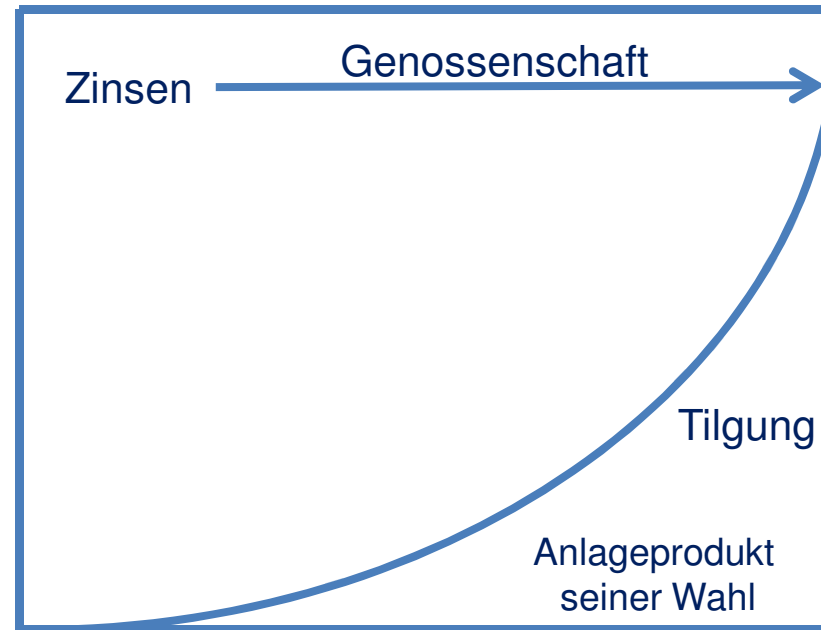 Genossenschaft
Zinsen
Tilgung
Anlageprodukt
seiner Wahl